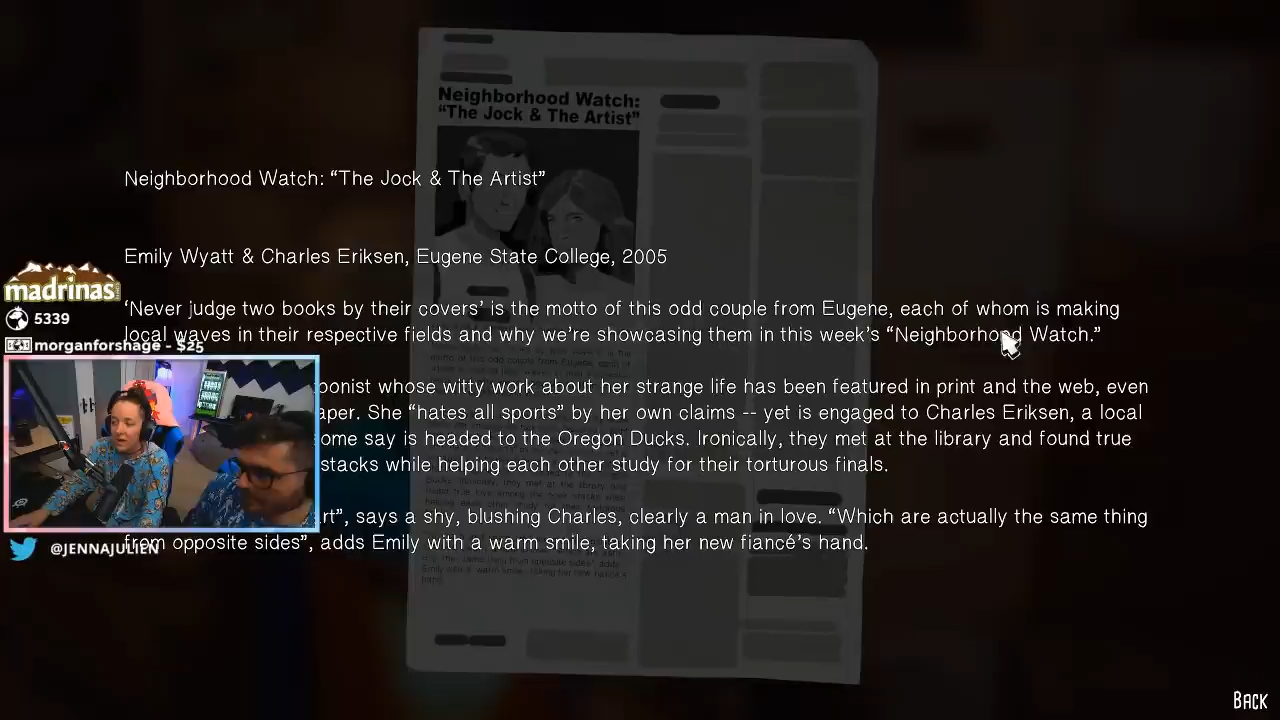 Neighborhood Watch:
“The Jock & The Artist”
Neighborhood Watch: “The Jock & The Artist”
Emily Wyatt & Charles Eriksen, Eugene State College, 2005
‘Never judge two books by their covers’ is the motto of this odd couple from Eugene, each of whom is making
local waves in their respective fields and why we’re showcasing them in this week’s “Neighborhood Watch.”
madrinas
5339
morganforshage - $25
whose witty work about her strange life has been featured in print and the web, even
She “hates all sports” by her own claims -- yet is engaged to Charles Eriksen, a local
say is headed to the Oregon Ducks. Ironically, they met at the library and found true
stacks while helping each other study for their torturous finals.
says a shy, blushing Charles, clearly a man in love. “Which are actually the same thing
from opposite sides”, adds Emily with a warm smile, taking her new fiancé’s hand.
@JENNAJULIEN
BACK